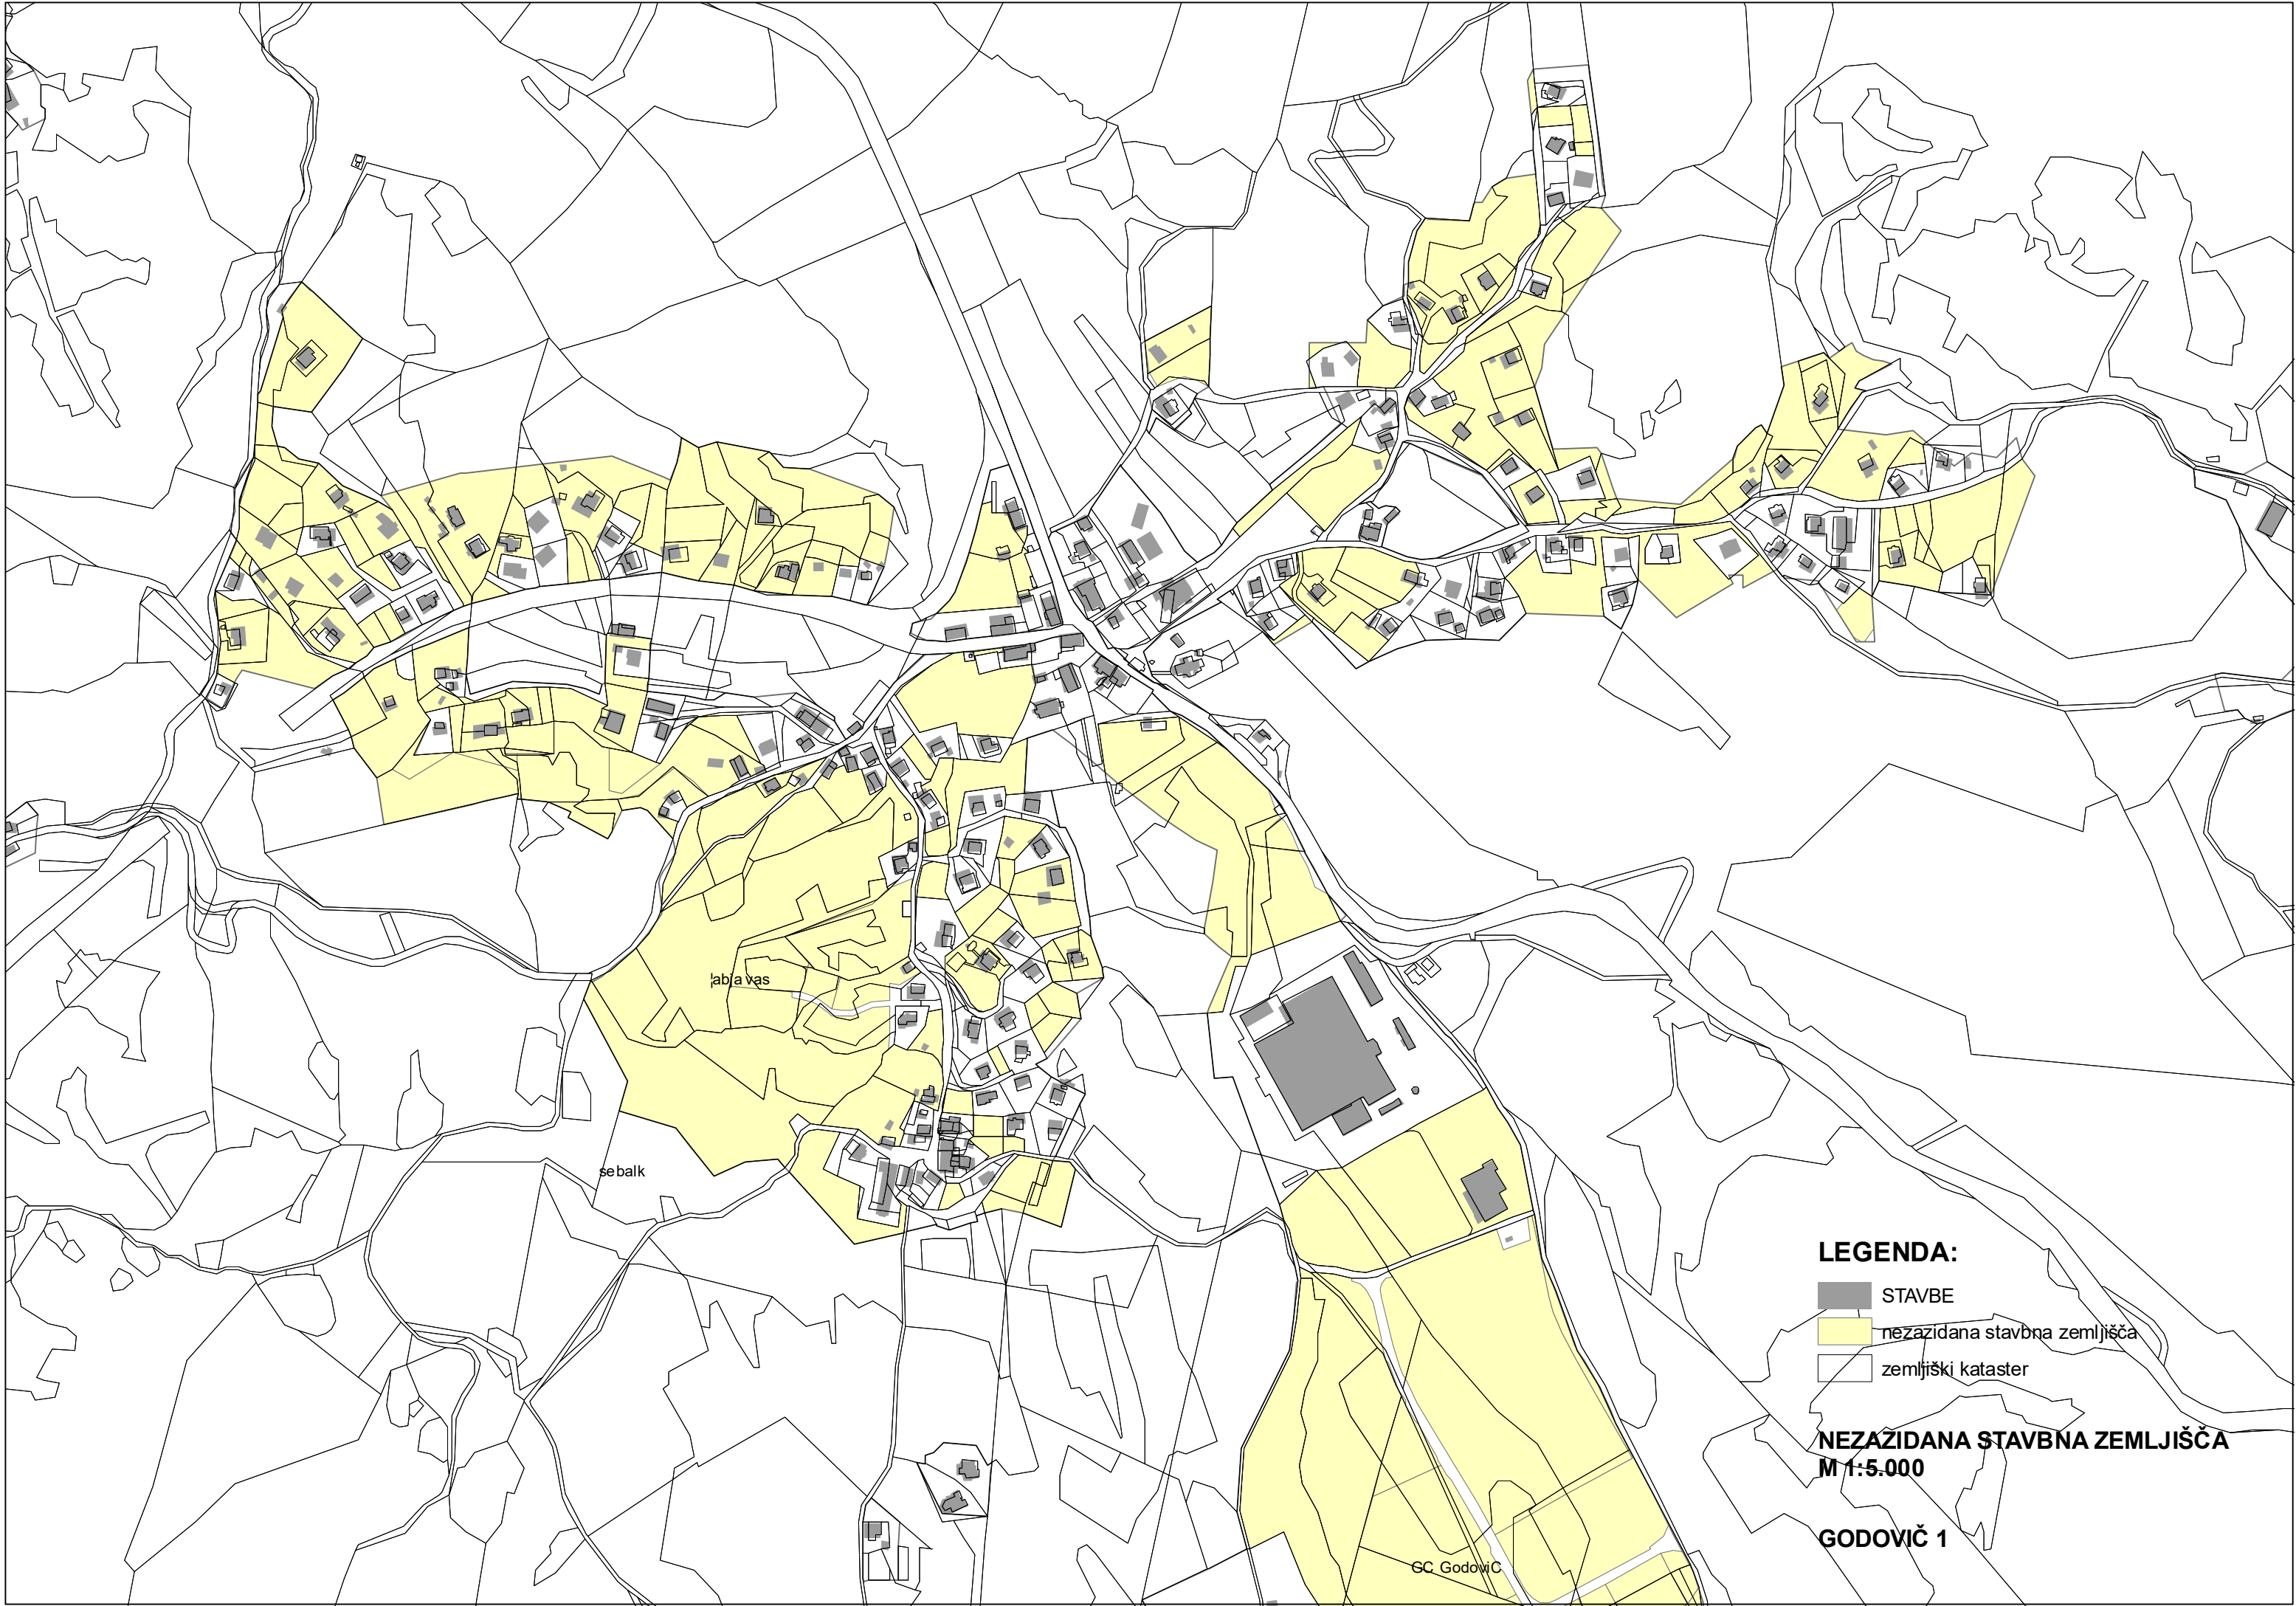 abja vas
sebalk
LEGENDA:
STAVBE
nezazidana stavbna zemljišča
zemljiški kataster
NEZAZIDANA STAVBNA ZEMLJIŠČA
M 1:5.000
GODOVIČ 1
GC GodoviC